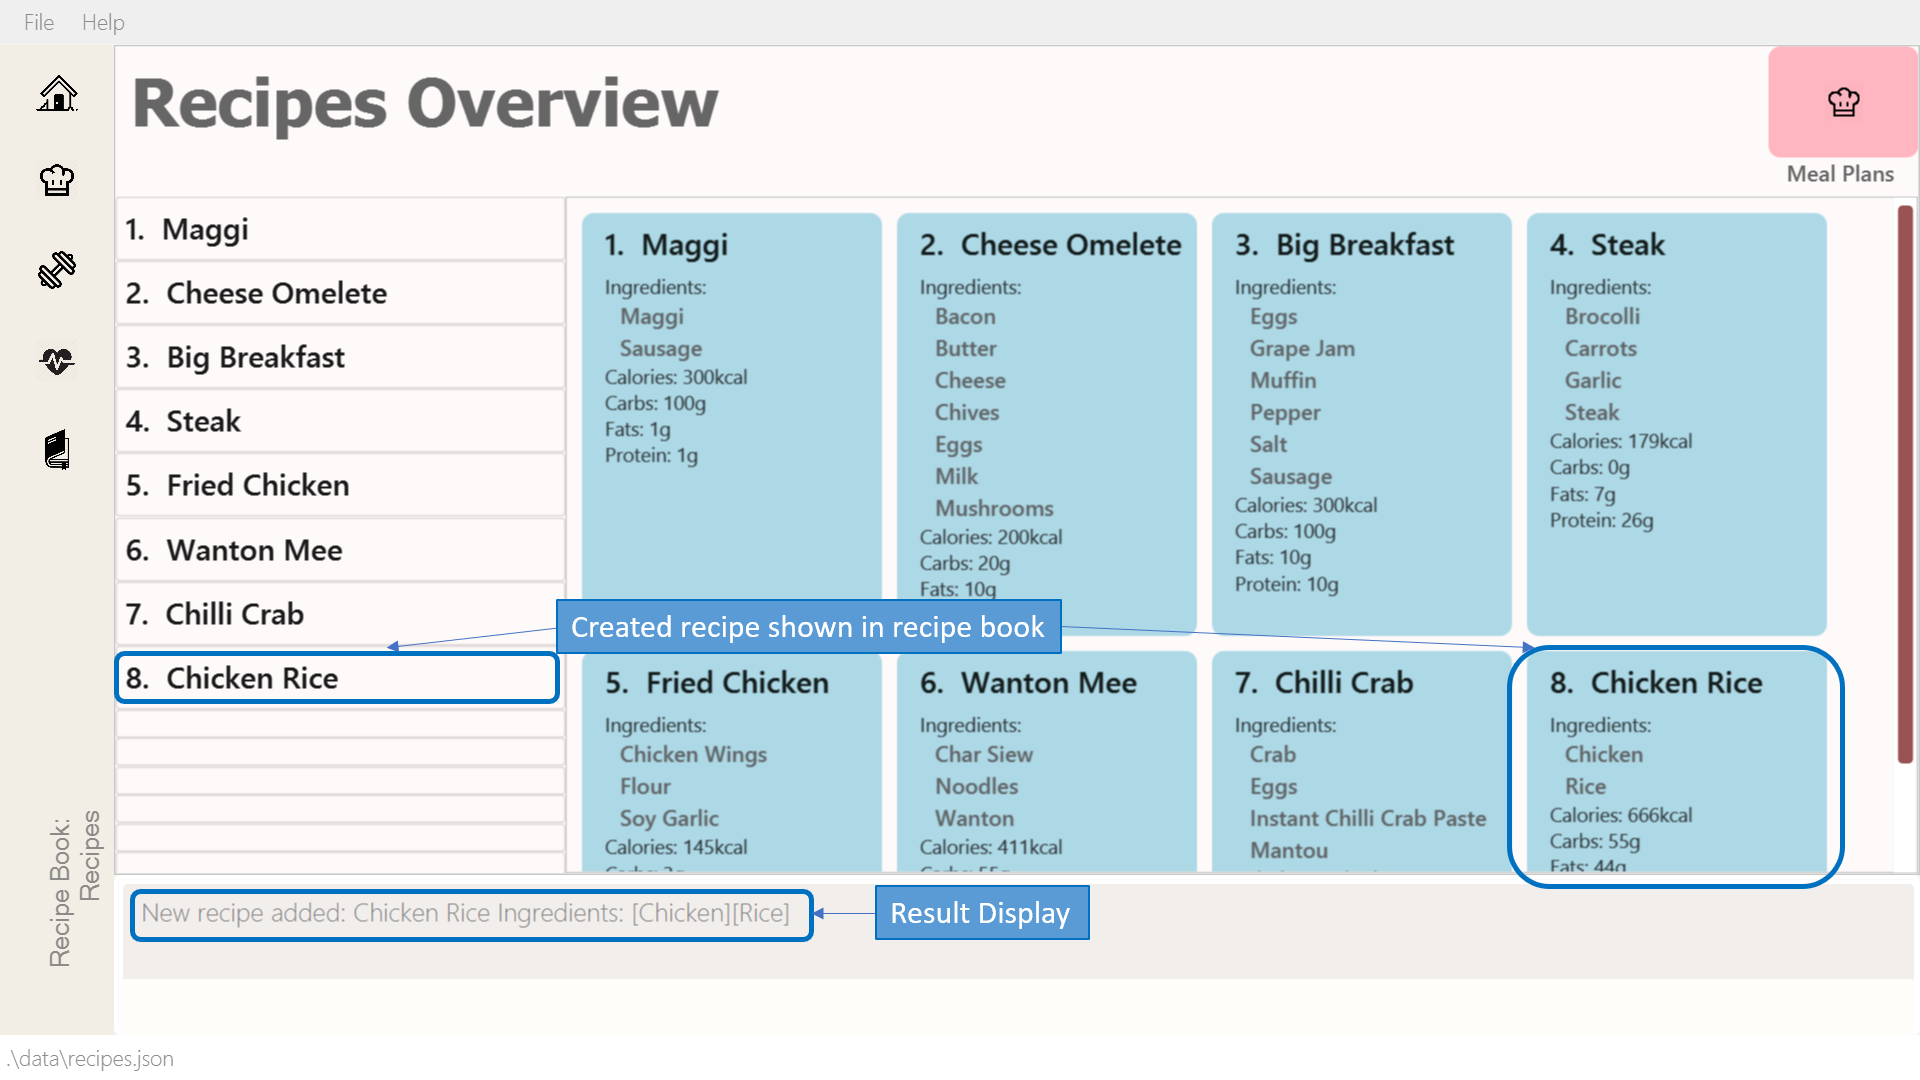 File Help
Recipes Overview
Meal Plans
1. Maggi
2. Cheese Omelete
3. Big Breakfast
4. Steak
5. Fried Chicken
6. Wanton Mee
7. Chilli Crab
8. Chicken Rice
1. Maggi
Ingredients:
Maggi
Sausage
Calories: 300kcal
Carbs: 100g
Fats: 1g
Protein: 1g
2. Cheese Omelete
Ingredients:
Bacon
Butter
Cheese
Chives
Eggs
Milk
Mushrooms
Calories: 200kcal
Carbs: 20g
Fats: 10g
3. Big Breakfast
Ingredients:
Eggs
Grape Jam
Muffin
Pepper
Salt
Sausage
Calories: 300kcal
Carbs: 100g
Fats: 10g
Protein: 10g
4. Steak
Ingredients:
Brocolli
Carrots
Garlic
Steak
Calories: 179kcal
Carbs: 0g
Fats: 7g
Protein: 26g
Created recipe shown in recipe book
5. Fried Chicken
Ingredients:
Chicken Wings
Flour
Soy Garlic
Calories: 145kcal
6. Wanton Mee
Ingredients:
Char Siew
Noodles
Wanton
Calories: 411kcal
7. Chilli Crab
Ingredients:
Crab
Eggs
Instant Chilli Crab Paste
Mantou
8. Chicken Rice
Ingredients:
Chicken
Rice
Calories: 666kcal
Carbs: 55g
Fats: 44g
Recipe Book:
Recipes
New recipe added: Chicken Rice Ingredients: [Chicken][Rice]
Result Display
.\data\recipes.json